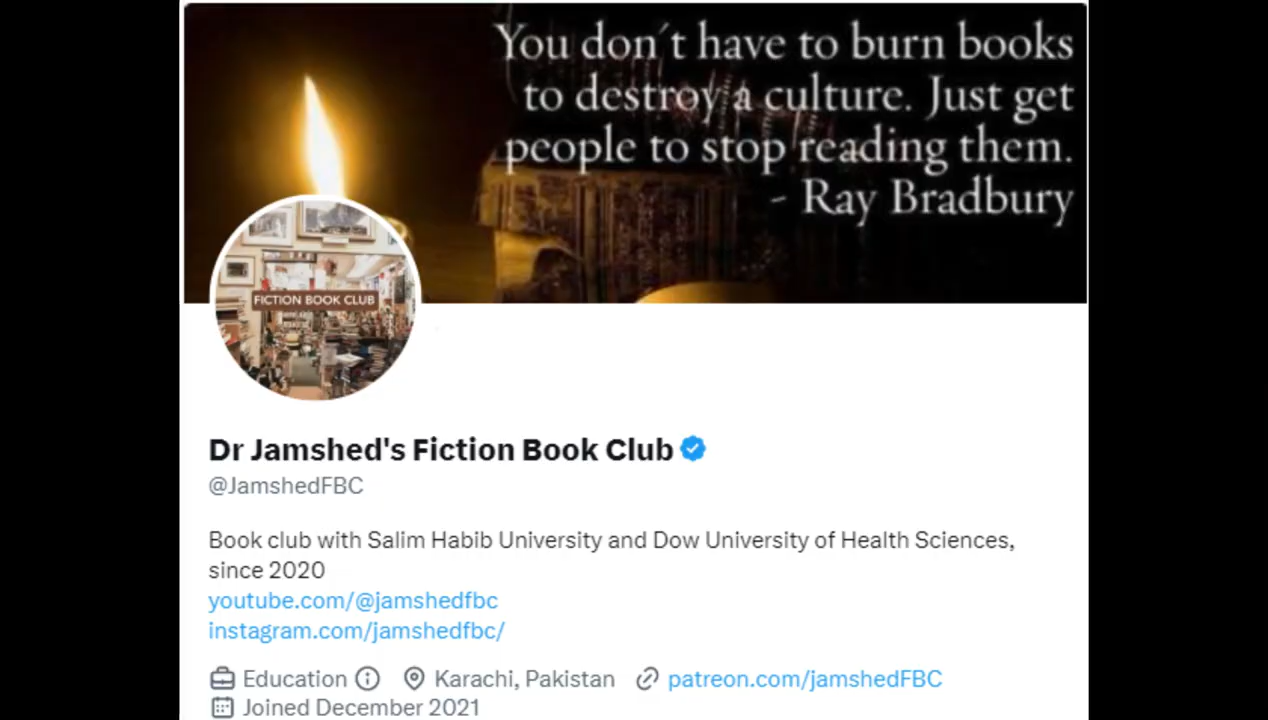 You don´t have to burn books
to destroy a culture. Just get
people to stop reading them.
- Ray Bradbury
FICTION BOOK CLUB
Dr Jamshed's Fiction Book Club
@JamshedFBC
Book club with Salim Habib University and Dow University of Health Sciences,
since 2020
youtube.com/@jamshedfbc
instagram.com/jamshedfbc/
Education Karachi, Pakistan patreon.com/jamshedFBC
Joined December 2021